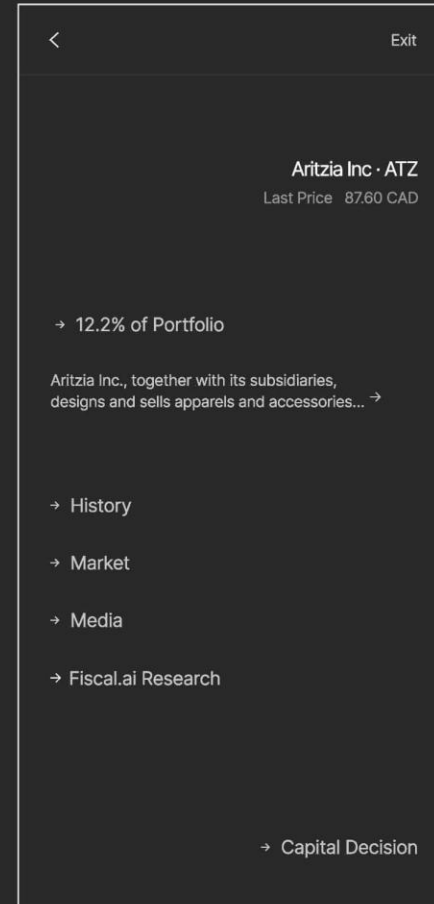 Exit
Aritzia Inc · ATZ
Last Price 87.60 CAD
→ 12.2% of Portfolio
Aritzia Inc., together with its subsidiaries,
designs and sells apparels and accessories... →
→ History
→ Market
→ Media
→ Fiscal.ai Research
→ Capital Decision